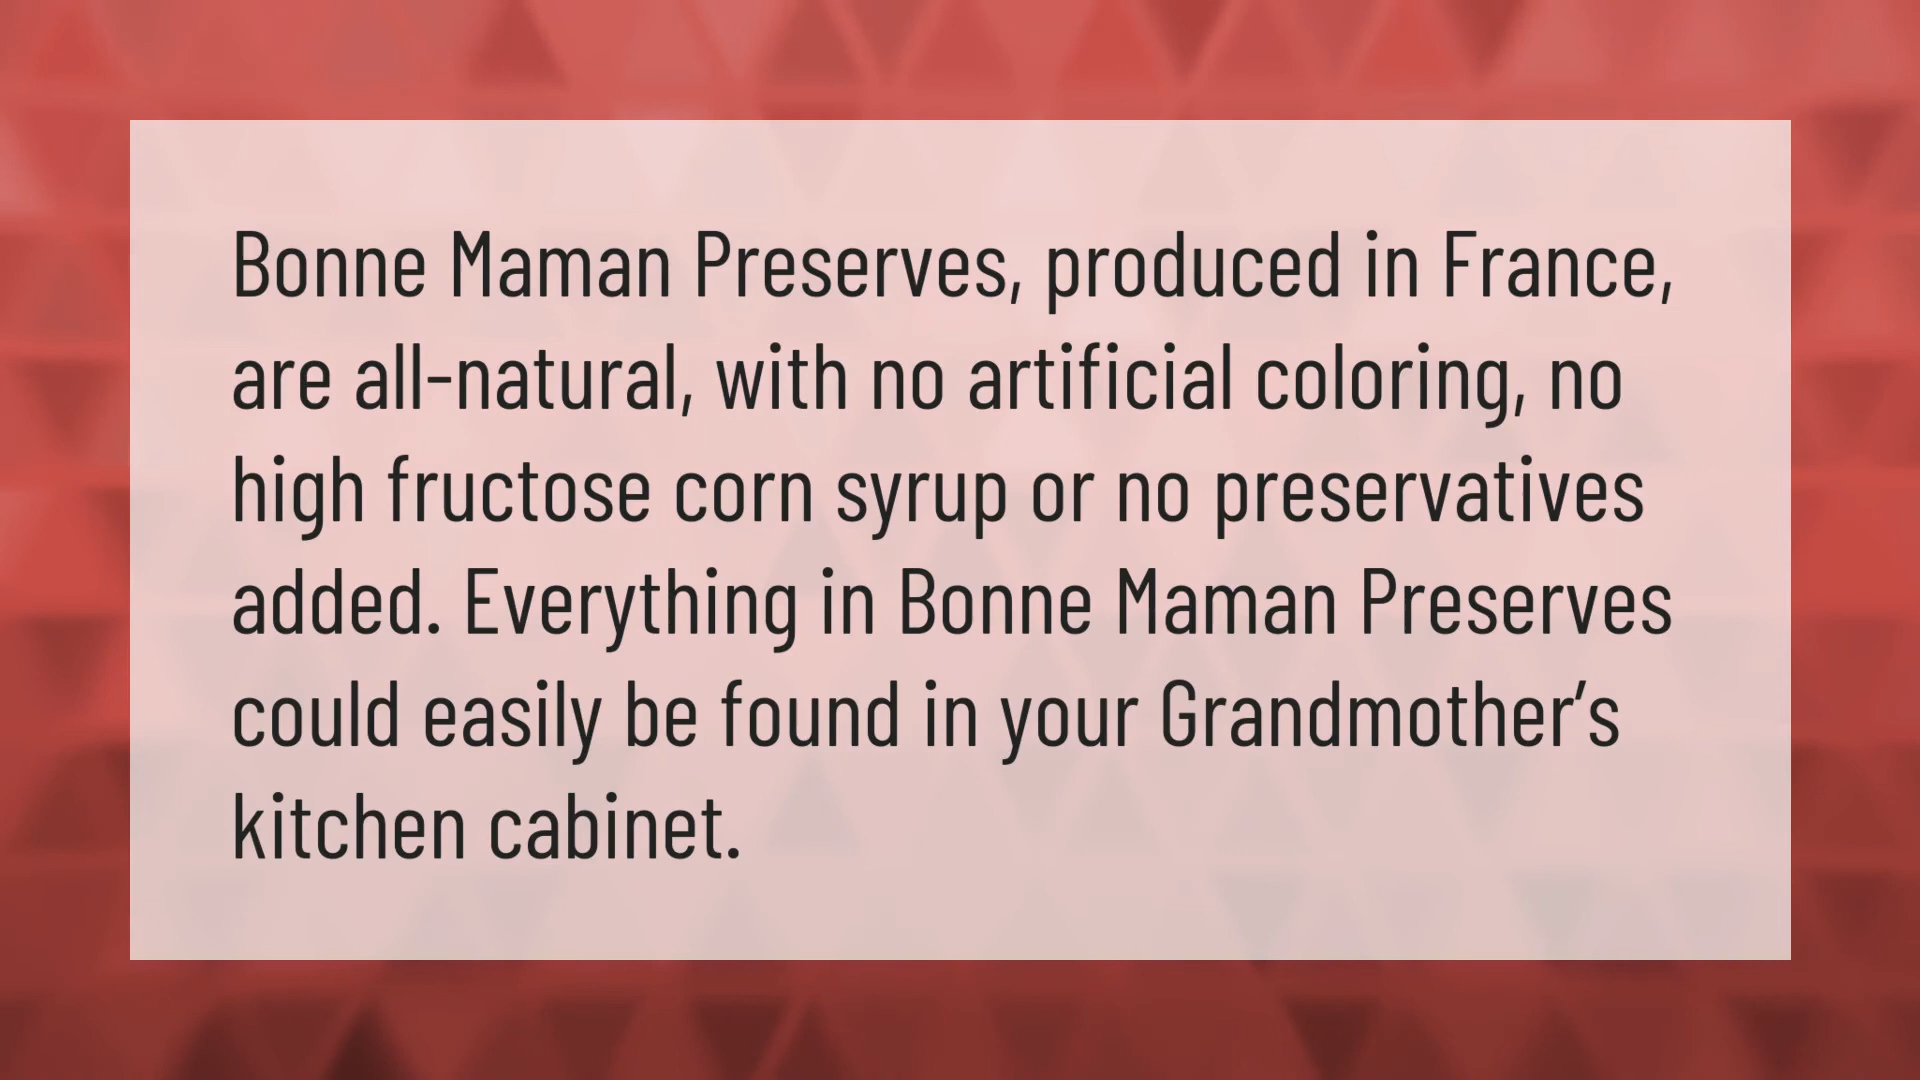 Bonne Maman Preserves, produced in France,
are all-natural, with no artificial coloring, no
high fructose corn syrup or no preservatives
added. Everything in Bonne Maman Preserves
could easily be found in your Grandmother’s
kitchen cabinet.